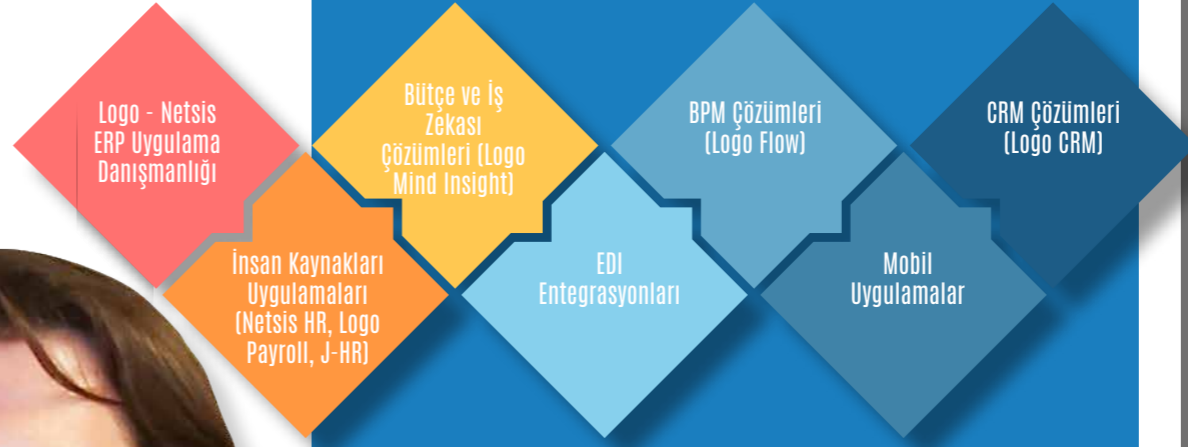 Logo - Netsis
ERP Uygulama
Danışmanlığı
İnsan Kaynakları
Uygulamaları
(Netsis HR, Logo
Payroll, J-HR)
Bütçe ve İş
Zekası
Çözümleri (Logo
Mind Insight)
EDI
Entegrasyonları
BPM Çözümleri
(Logo Flow)
Mobil
Uygulamalar
CRM Çözümleri
(Logo CRM)